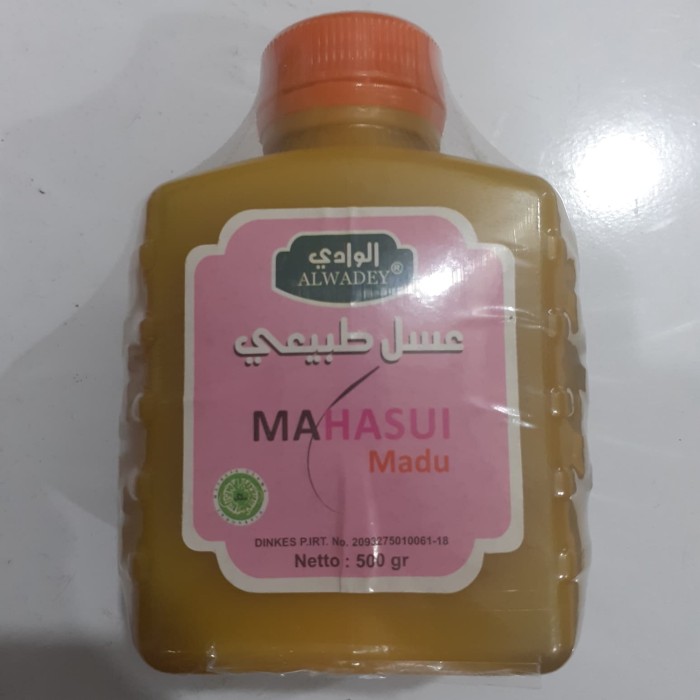 الوادي
ALWADEY®
عسل طبيعي
MAHASUI
Madu
DINKES P.IRT. No. 2093275010061-18
Netto : 500 gr